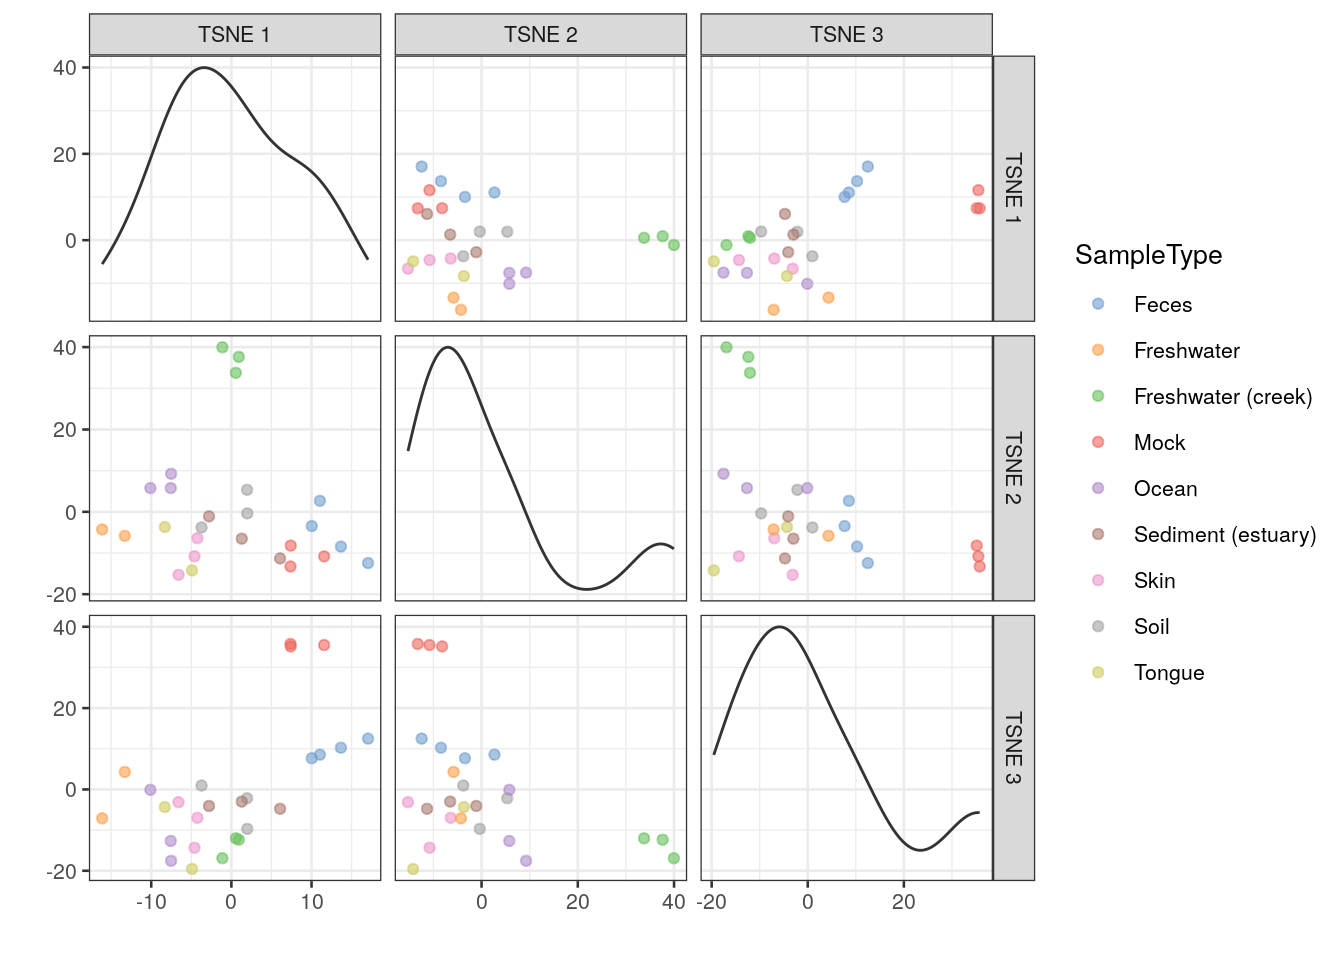 TSNE 1 TSNE 2 TSNE 3
40
20
0
TSNE 1
40
20
0
-20
TSNE 2
40
20
0
-20
TSNE 3
-10 0 10 0 20 40 -20 0 20
SampleType
Feces
Freshwater
Freshwater (creek)
Mock
Ocean
Sediment (estuary)
Skin
Soil
Tongue